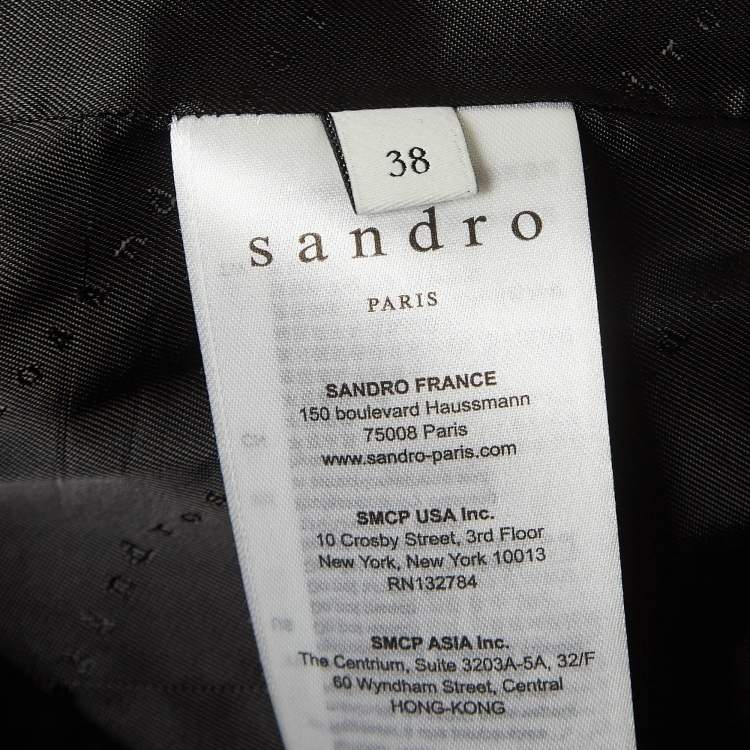 38
sandro
PARIS
SANDRO FRANCE
150 boulevard Haussmann
75008 Paris
www.sandro-paris.com
SMCP USA Inc.
10 Crosby Street, 3rd Floor
New York, New York 10013
RN132784
SMCP ASIA Inc.
The Centrium, Suite 3203A-5A, 32/F
60 Wyndham Street, Central
HONG-KONG
sandro